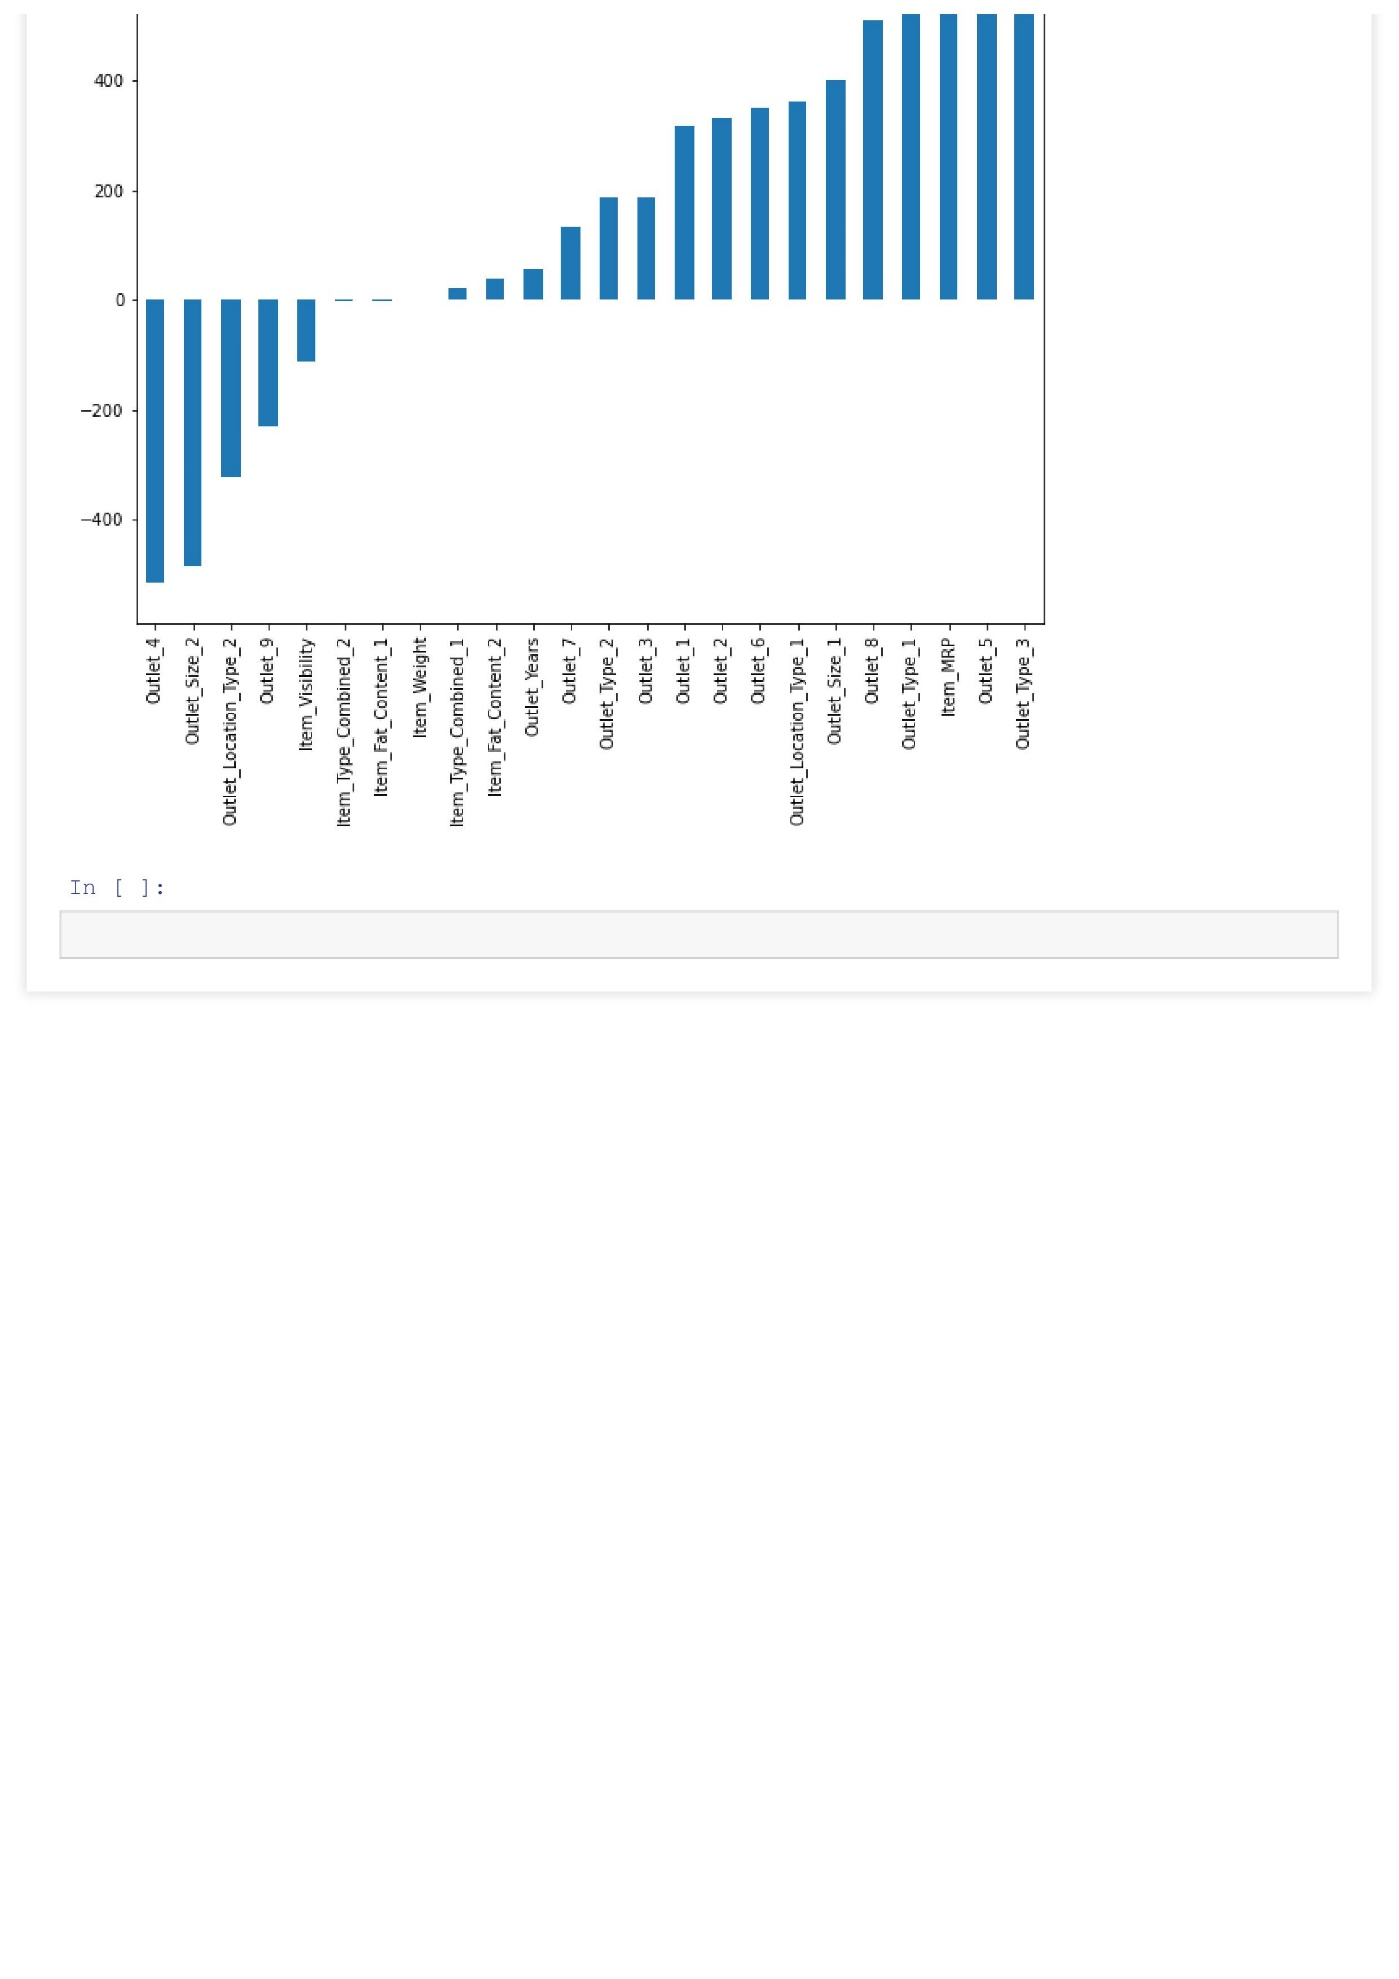 400
200
0
−200
−400
Outlet_4
Outlet_Size_2
Outlet_Location_Type_2
Outlet_9
Item_Visibility
Item_Type_Combined_2
Item_Fat_Content_1
Item_Weight
Item_Type_Combined_1
Item_Fat_Content_2
Outlet_Years
Outlet_7
Outlet_Type_2
Outlet_3
Outlet_1
Outlet_2
Outlet_6
Outlet_Location_Type_1
Outlet_Size_1
Outlet_8
Outlet_Type_1
Item_MRP
Outlet_5
Outlet_Type_3
In [ ]: